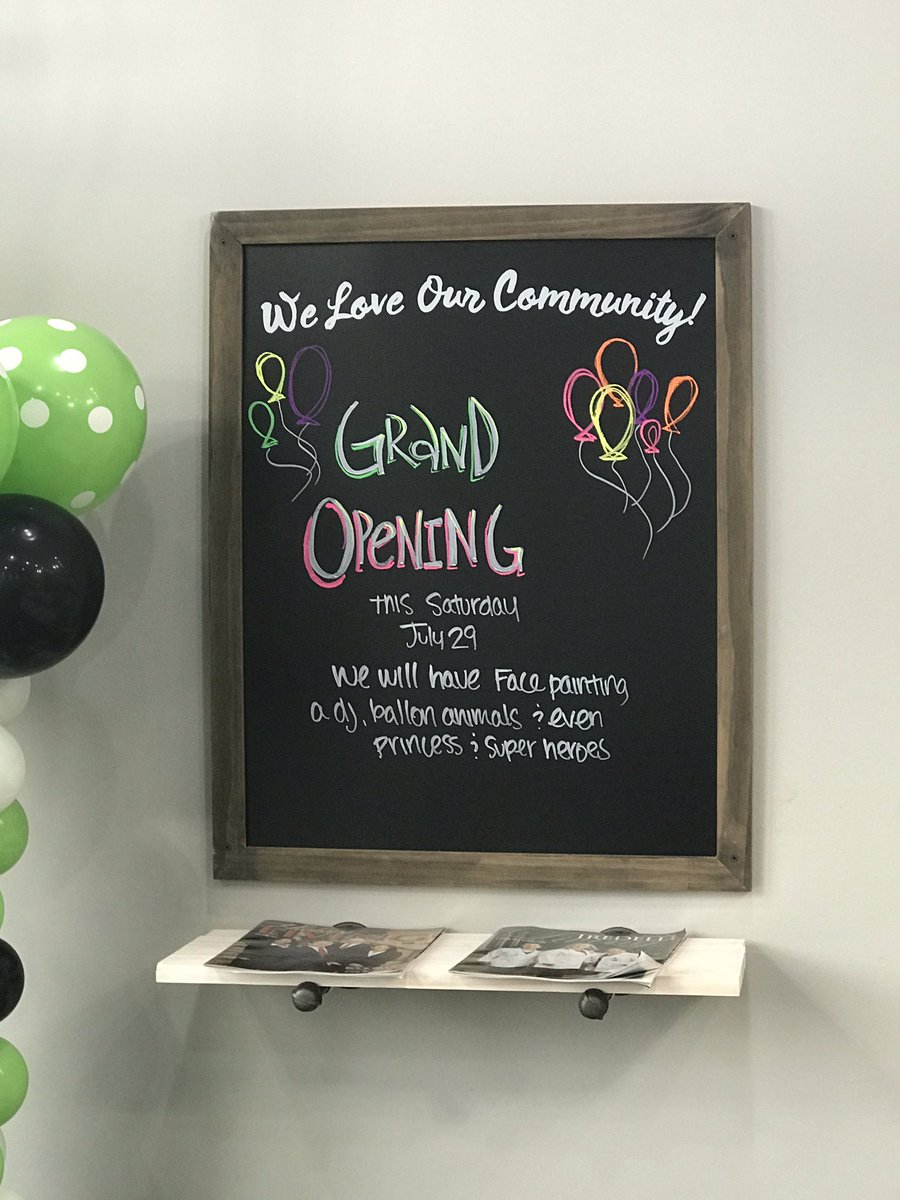 We Love Our Community!
GRAND
OPENING
this Saturday
July 29
We will have Face painting
a dj, ballon animals & even
princess & super heroes
IREDELL